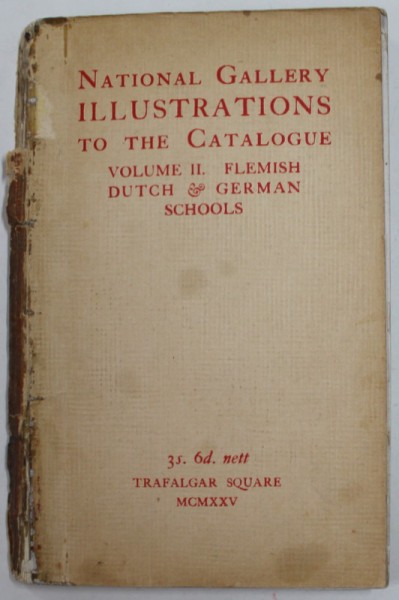 NATIONAL GALLERY
ILLUSTRATIONS
TO THE CATALOGUE
VOLUME II. FLEMISH
DUTCH & GERMAN
SCHOOLS
3s. 6d. nett
TRAFALGAR SQUARE
MCMXXV